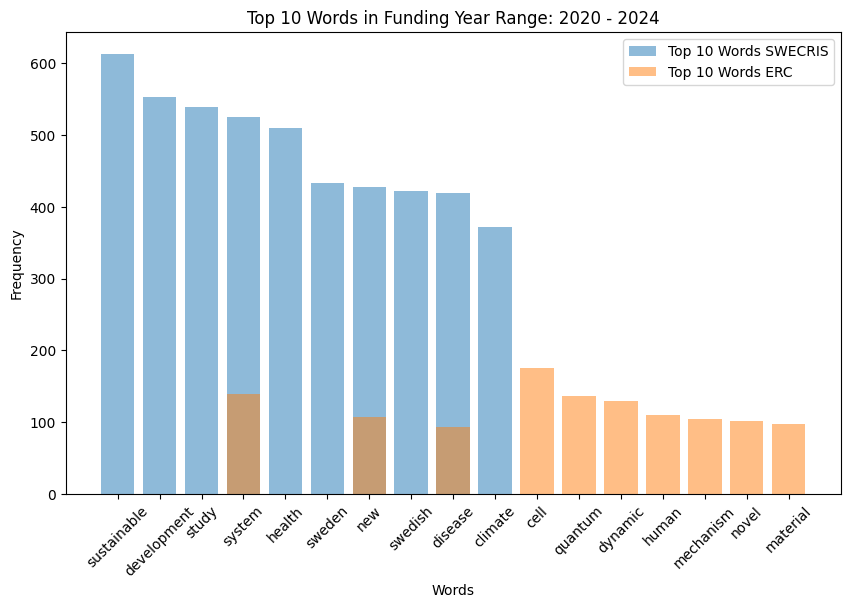 Top 10 Words in Funding Year Range: 2020 - 2024
Top 10 Words SWECRIS
Top 10 Words ERC
Frequency
600
500
400
300
200
100
0
sustainable
development
study
system
health
sweden
new
swedish
disease
climate
cell
quantum
dynamic
human
mechanism
novel
material
Words